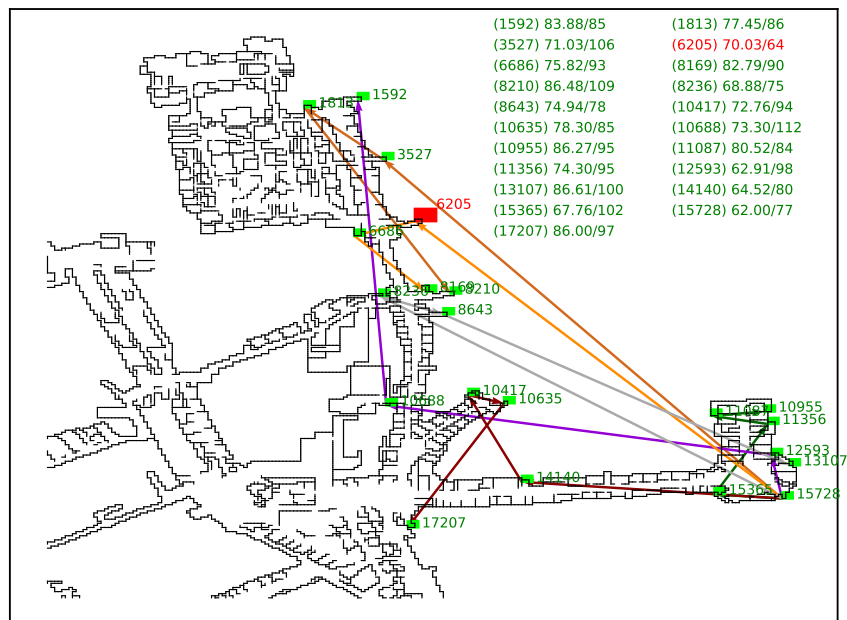 (1592) 83.88/85 (1813) 77.45/86
(3527) 71.03/106 (6205) 70.03/64
(6686) 75.82/93 (8169) 82.79/90
(8210) 86.48/109 (8236) 68.88/75
(8643) 74.94/78 (10417) 72.76/94
(10635) 78.30/85 (10688) 73.30/112
(10955) 86.27/95 (11087) 80.52/84
(11356) 74.30/95 (12593) 62.91/98
(13107) 86.61/100 (14140) 64.52/80
(15365) 67.76/102 (15728) 62.00/77
(17207) 86.00/97
1592
1813
3527
6205
6686
8169
8236
8210
8643
10417
10688
10635
10955
11087
11356
12593
13107
14140
15365
15728
17207